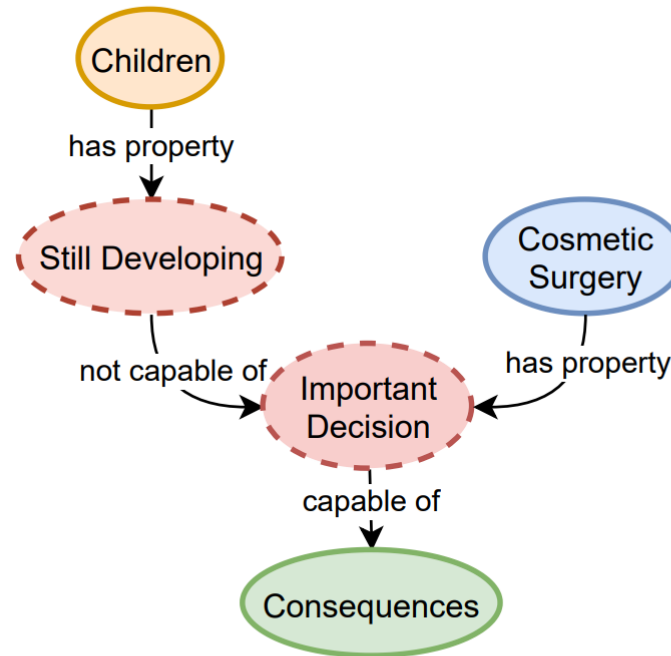 Children
has property
Still Developing
Cosmetic
Surgery
not capable of
has property
Important
Decision
capable of
Consequences